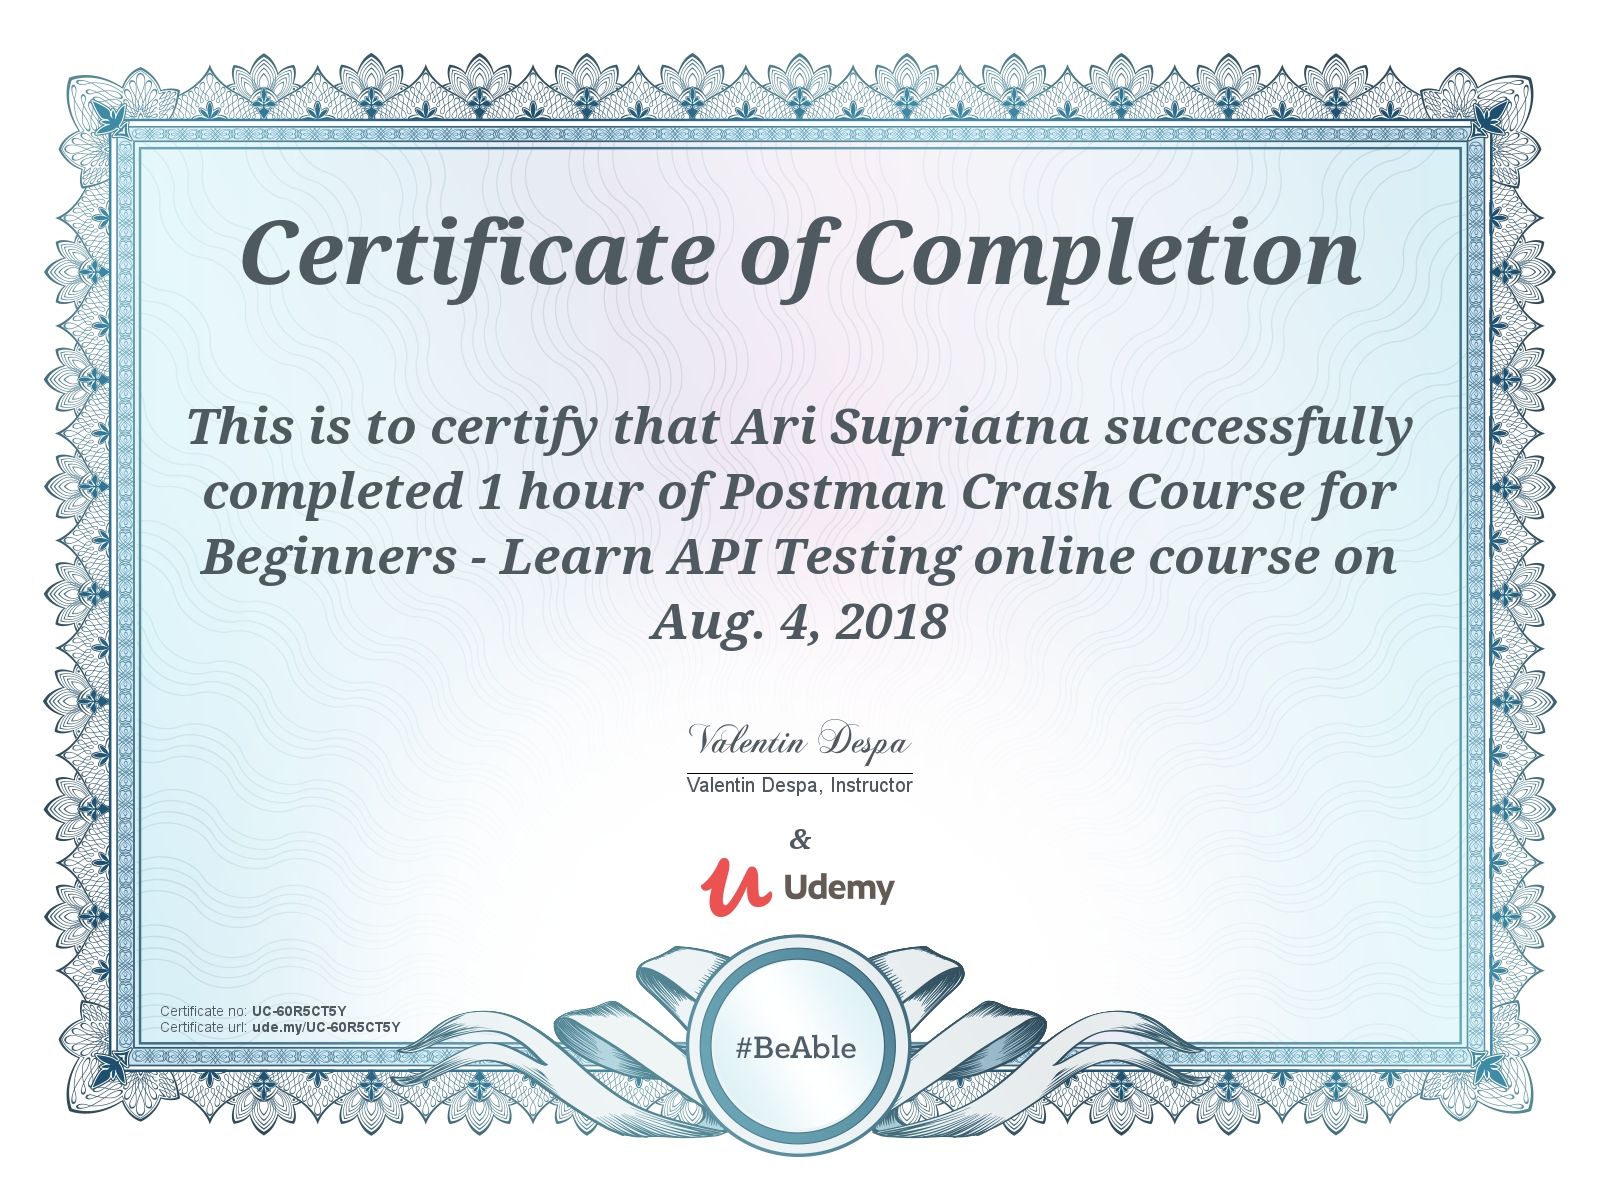 Certificate of Completion
This is to certify that Ari Supriatna successfully
completed 1 hour of Postman Crash Course for
Beginners - Learn API Testing online course on
Aug. 4, 2018
Valentin Despa
Valentin Despa, Instructor
&
Udemy
Certificate no: UC-60R5CT5Y
Certificate url: ude.my/UC-60R5CT5Y
#BeAble